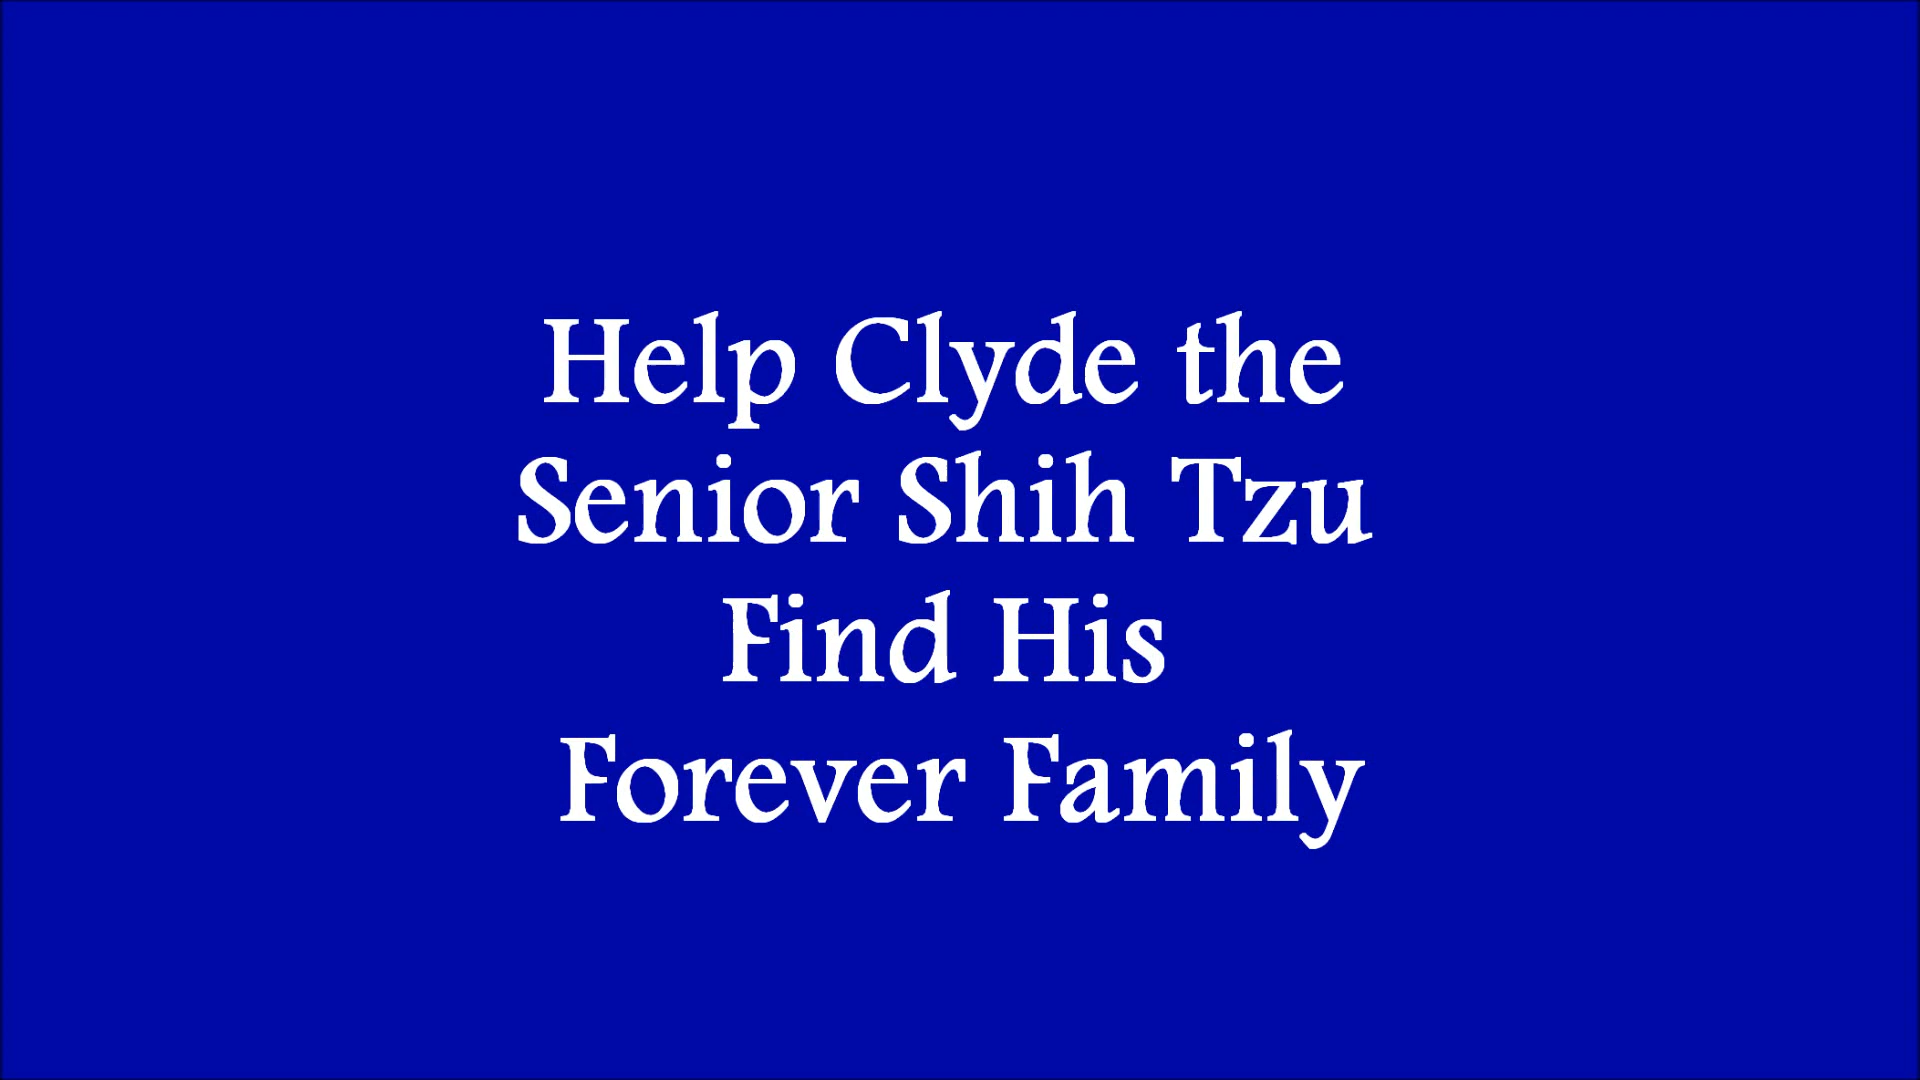 Help Clyde the
Senior Shih Tzu
Find His
Forever Family